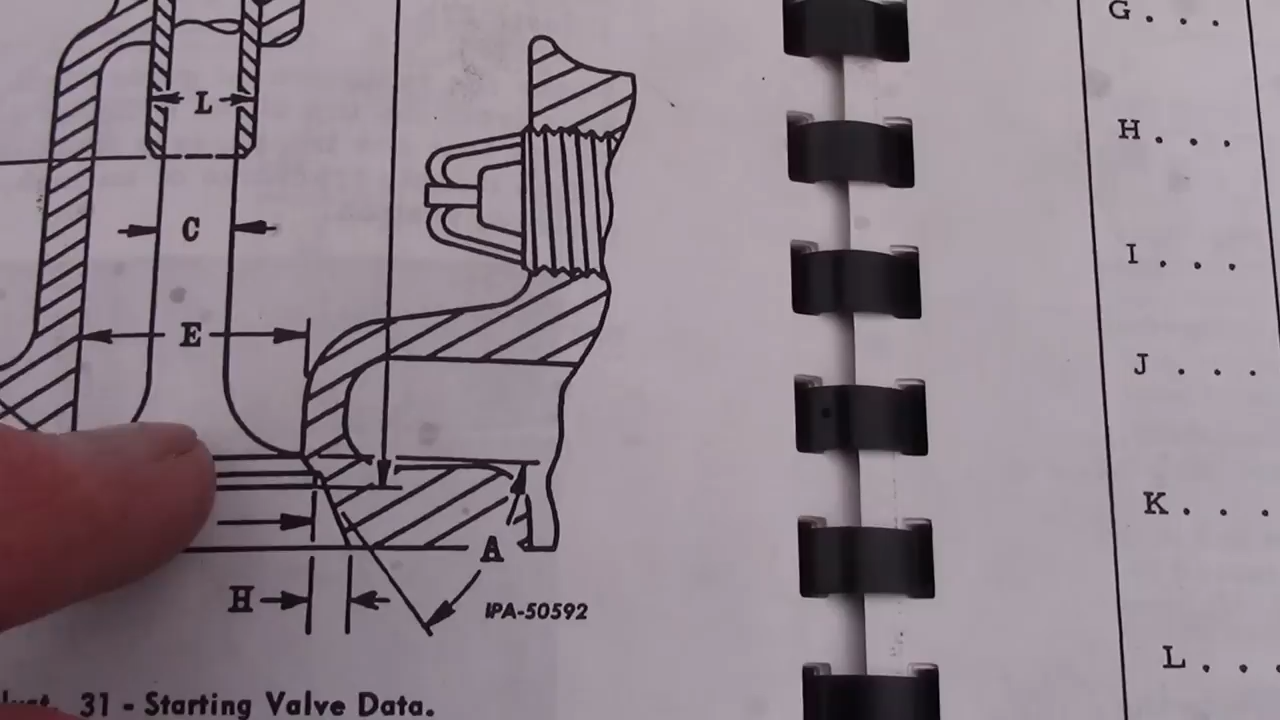 L
C
E
A
H
IPA-50592
31 - Starting Valve Data.
G . . .
H . . .
I . . .
J . . .
K . . .
L . . .